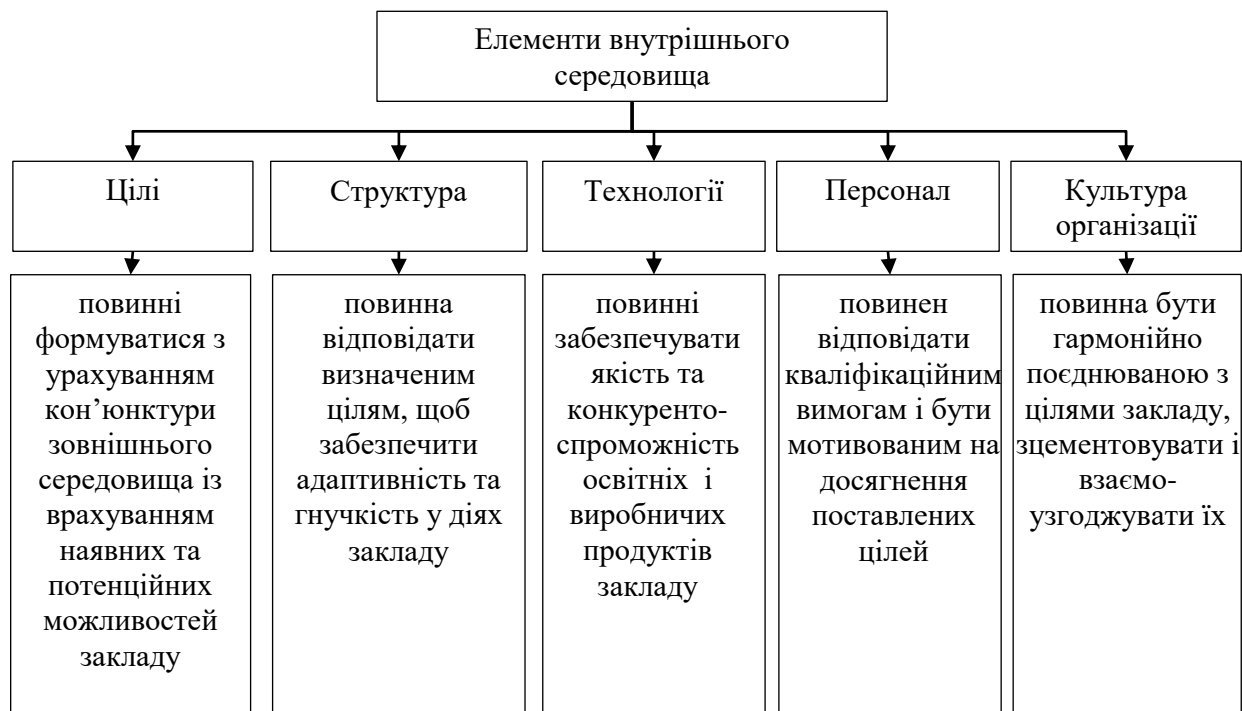 Елементи внутрішнього
середовища
Цілі
Структура
Технології
Персонал
Культура
організації
повинні
формуватися з
урахуванням
кон’юнктури
зовнішнього
середовища із
врахуванням
наявних та
потенційних
можливостей
закладу
повинна
відповідати
визначеним
цілям, щоб
забезпечити
адаптивність та
гнучкість у діях
закладу
повинні
забезпечувати
якість та
конкуренто-
спроможність
освітніх і
виробничих
продуктів
закладу
повинен
відповідати
кваліфікаційним
вимогам і бути
мотивованим на
досягнення
поставлених
цілей
повинна бути
гармонійно
поєднюваною з
цілями закладу,
зцементовувати і
взаємо-
узгоджувати їх